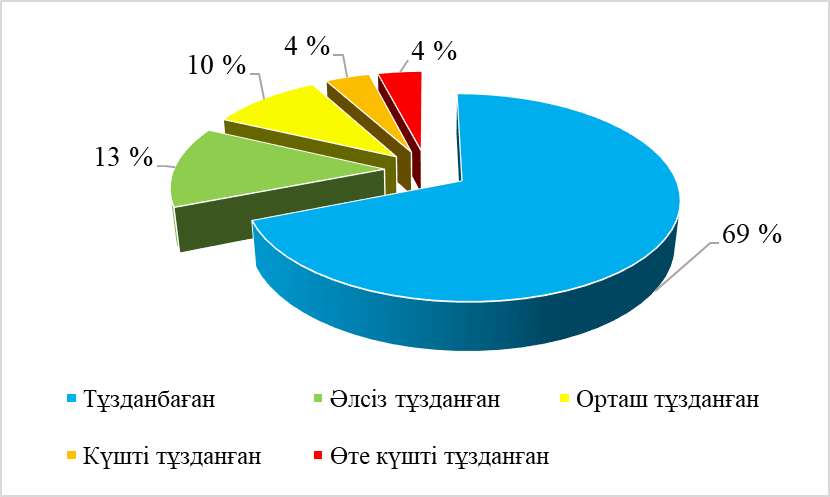 4 %
4 %
10 %
13 %
69 %
Тұзданбаған
Әлсіз тұзданған
Орташ тұзданған
Күшті тұзданған
Өте күшті тұзданған